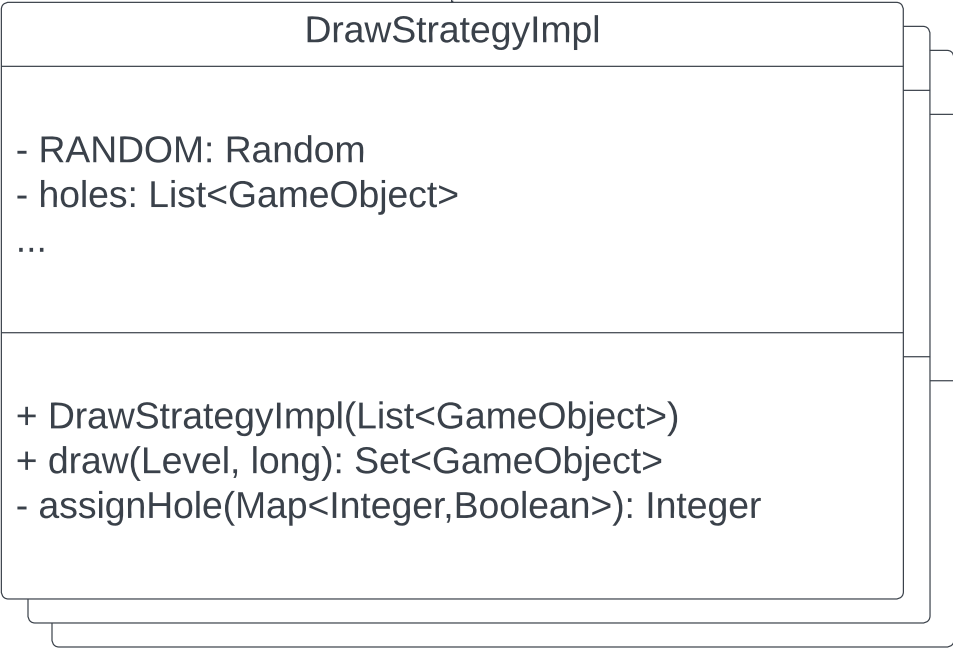 DrawStrategyImpl
- RANDOM: Random
- holes: List<GameObject>
...
+ DrawStrategyImpl(List<GameObject>)
+ draw(Level, long): Set<GameObject>
- assignHole(Map<Integer,Boolean>): Integer